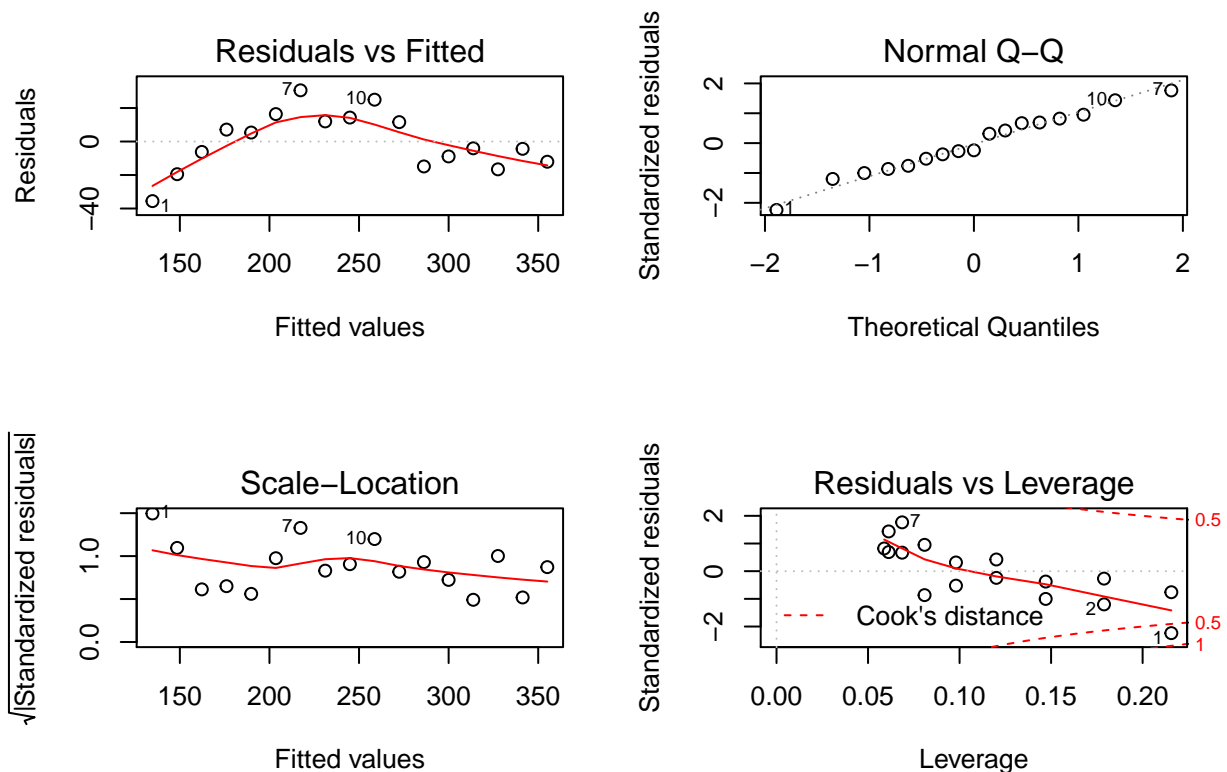 Residuals vs Fitted
Residuals
0
−40
7
10
1
150 200 250 300 350
Fitted values
Normal Q−Q
Standardized residuals
2
0
−2
10
7
1
−2 −1 0 1 2
Theoretical Quantiles
Scale−Location
√|Standardized residuals|
1.0
0.0
1
7
10
150 200 250 300 350
Fitted values
Residuals vs Leverage
Standardized residuals
2
0
−2
7
2
1
0.5
0.5
1
Cook's distance
0.00 0.05 0.10 0.15 0.20
Leverage